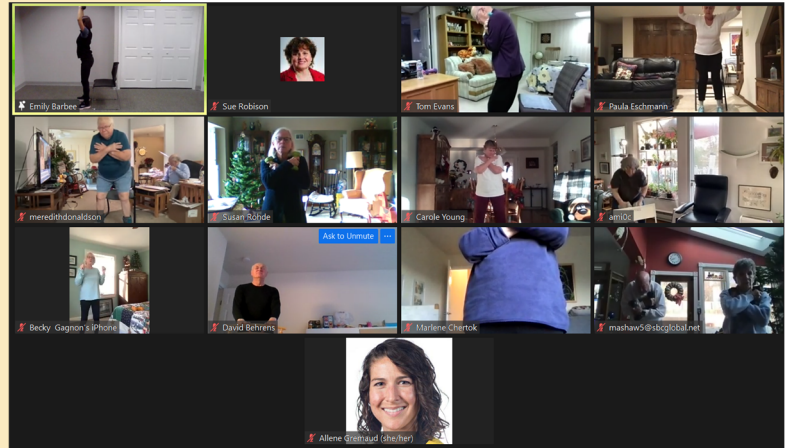 Emily Barbee
Sue Robison
Tom Evans
Paula Eschmann
meredithdonaldson
Susan Rohde
Carole Young
ami0c
Ask to Unmute ...
Becky Gagnon's iPhone
David Behrens
Marlene Chertok
mashaw5@sbcglobal.net
Allene Gremaud (she/her)